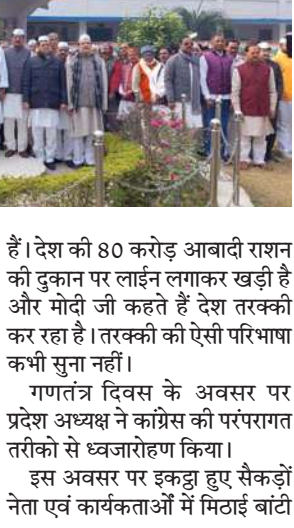 हैं। देश की 80 करोड़ आबादी राशन
की दुकान पर लाईन लगाकर खड़ी है
और मोदी जी कहते हैं देश तरक्की
कर रहा है। तरक्की की ऐसी परिभाषा
कभी सुना नहीं।
गणतंत्र दिवस के अवसर पर
प्रदेश अध्यक्ष ने कांग्रेस की परंपरागत
तरीको से ध्वजारोहण किया।
इस अवसर पर इकट्ठा हुए सैकड़ों
नेता एवं कार्यकर्ताओं में मिठाई बांटी